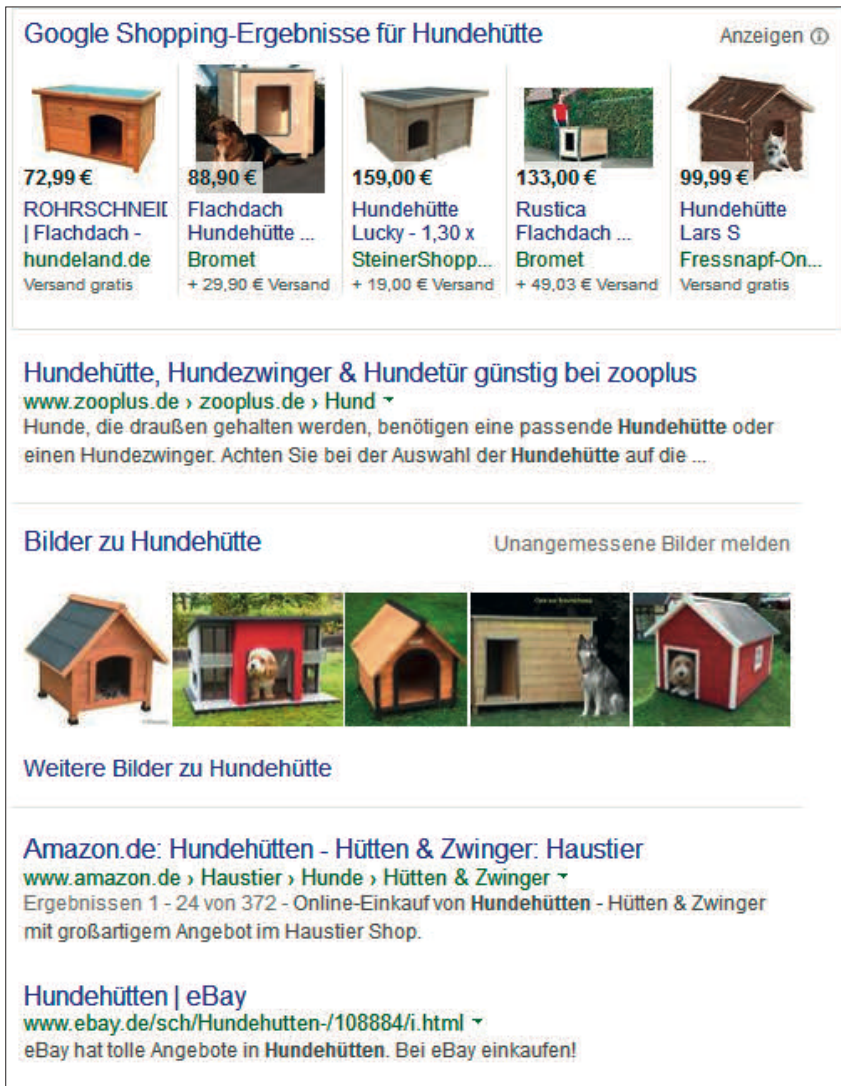 Google Shopping-Ergebnisse für Hundehütte
Anzeigen ⓘ
72,99 €
ROHRSCHNEID
| Flachdach -
hundeland.de
Versand gratis
88,90 €
Flachdach
Hundehütte ...
Bromet
+ 29,90 € Versand
159,00 €
Hundehütte
Lucky - 1,30 x
SteinerShopp...
+ 19,00 € Versand
133,00 €
Rustica
Flachdach ...
Bromet
+ 49,03 € Versand
99,99 €
Hundehütte
Lars S
Fressnapf-On...
Versand gratis
Hundehütte, Hundezwinger & Hundetür günstig bei zooplus
www.zooplus.de › zooplus.de › Hund
Hunde, die draußen gehalten werden, benötigen eine passende Hundehütte oder
einen Hundezwinger. Achten Sie bei der Auswahl der Hundehütte auf die ...
Bilder zu Hundehütte
Unangemessene Bilder melden
Weitere Bilder zu Hundehütte
Amazon.de: Hundehütten - Hütten & Zwinger: Haustier
www.amazon.de › Haustier › Hunde › Hütten & Zwinger
Ergebnissen 1 - 24 von 372 - Online-Einkauf von Hundehütten - Hütten & Zwinger
mit großartigem Angebot im Haustier Shop.
Hundehütten | eBay
www.ebay.de/sch/Hundehutten-/108884/i.html
eBay hat tolle Angebote in Hundehütten. Bei eBay einkaufen!